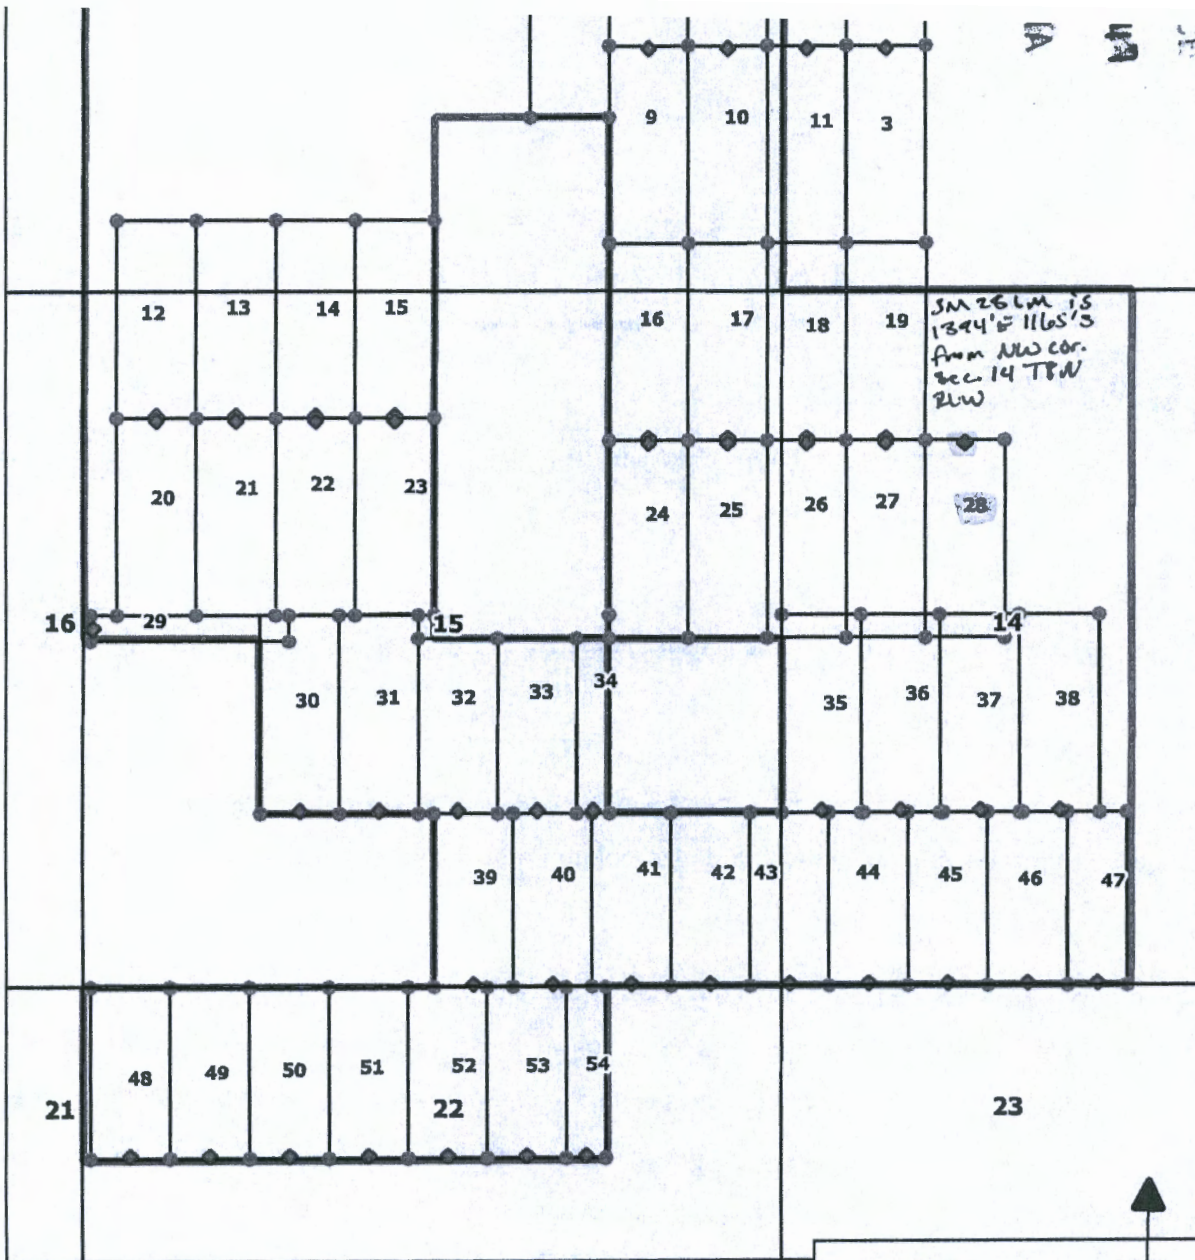 9 10 11 3
12 13 14 15 16 17 18 19
SM 28 LM is
1394'E 1165'S
from NW cor.
sec. 14 T8N
R1W
20 21 22 23 24 25 26 27 28
16 29 15 14
30 31 32 33 34 35 36 37 38
39 40 41 42 43 44 45 46 47
48 49 50 51 52 53 54
21 22 23